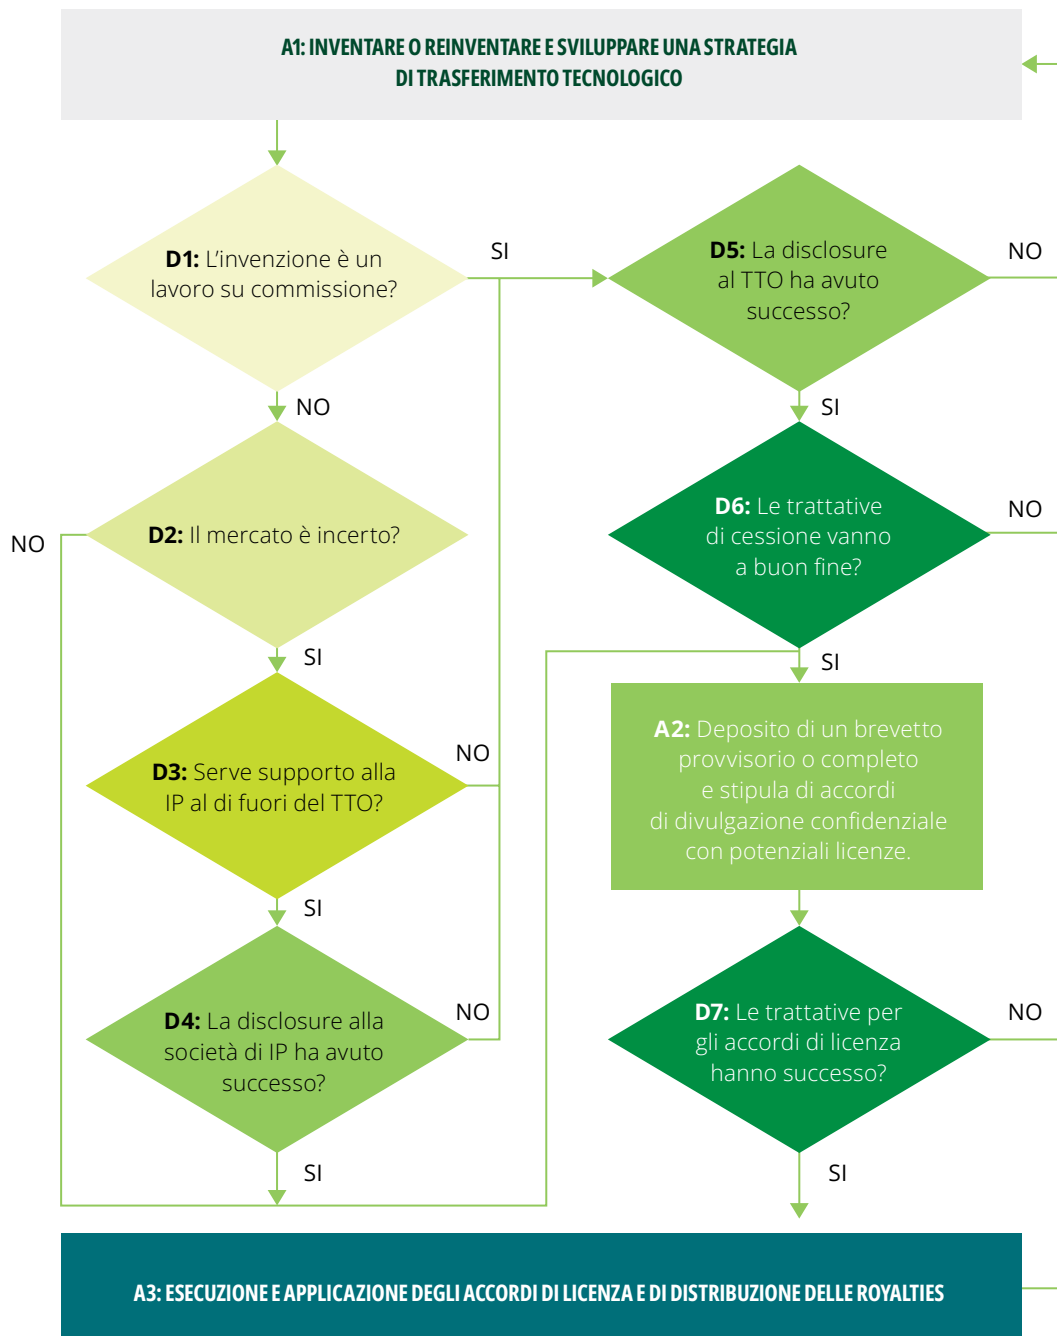 A1: INVENTARE O REINVENTARE E SVILUPPARE UNA STRATEGIA
DI TRASFERIMENTO TECNOLOGICO
D1: L’invenzione è un
lavoro su commissione?
SI
D5: La disclosure
al TTO ha avuto
successo?
NO
NO
SI
D2: Il mercato è incerto?
NO
D6: Le trattative
di cessione vanno
a buon fine?
NO
SI
SI
D3: Serve supporto alla
IP al di fuori del TTO?
NO
A2: Deposito di un brevetto
provvisorio o completo
e stipula di accordi
di divulgazione confidenziale
con potenziali licenze.
SI
D4: La disclosure alla
società di IP ha avuto
successo?
NO
D7: Le trattative per
gli accordi di licenza
hanno successo?
NO
SI
SI
A3: ESECUZIONE E APPLICAZIONE DEGLI ACCORDI DI LICENZA E DI DISTRIBUZIONE DELLE ROYALTIES